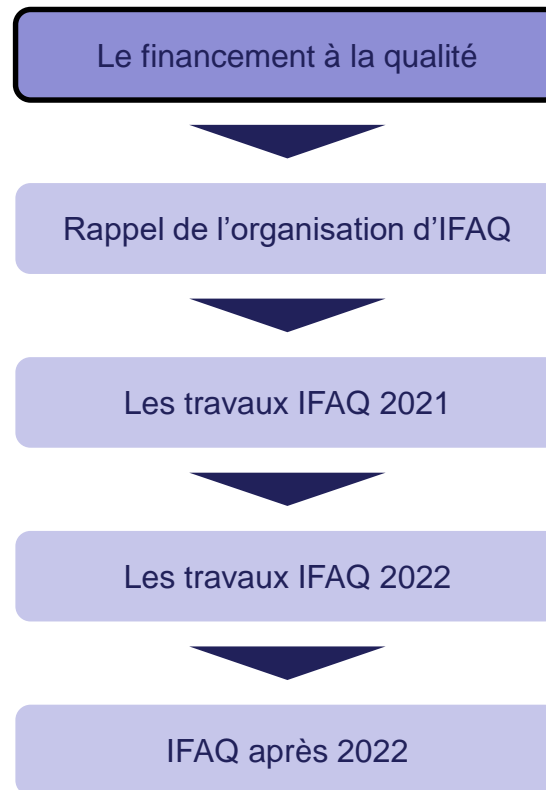 Le financement à la qualité
Rappel de l'organisation d'IFAQ
Les travaux IFAQ 2021
Les travaux IFAQ 2022
IFAQ après 2022